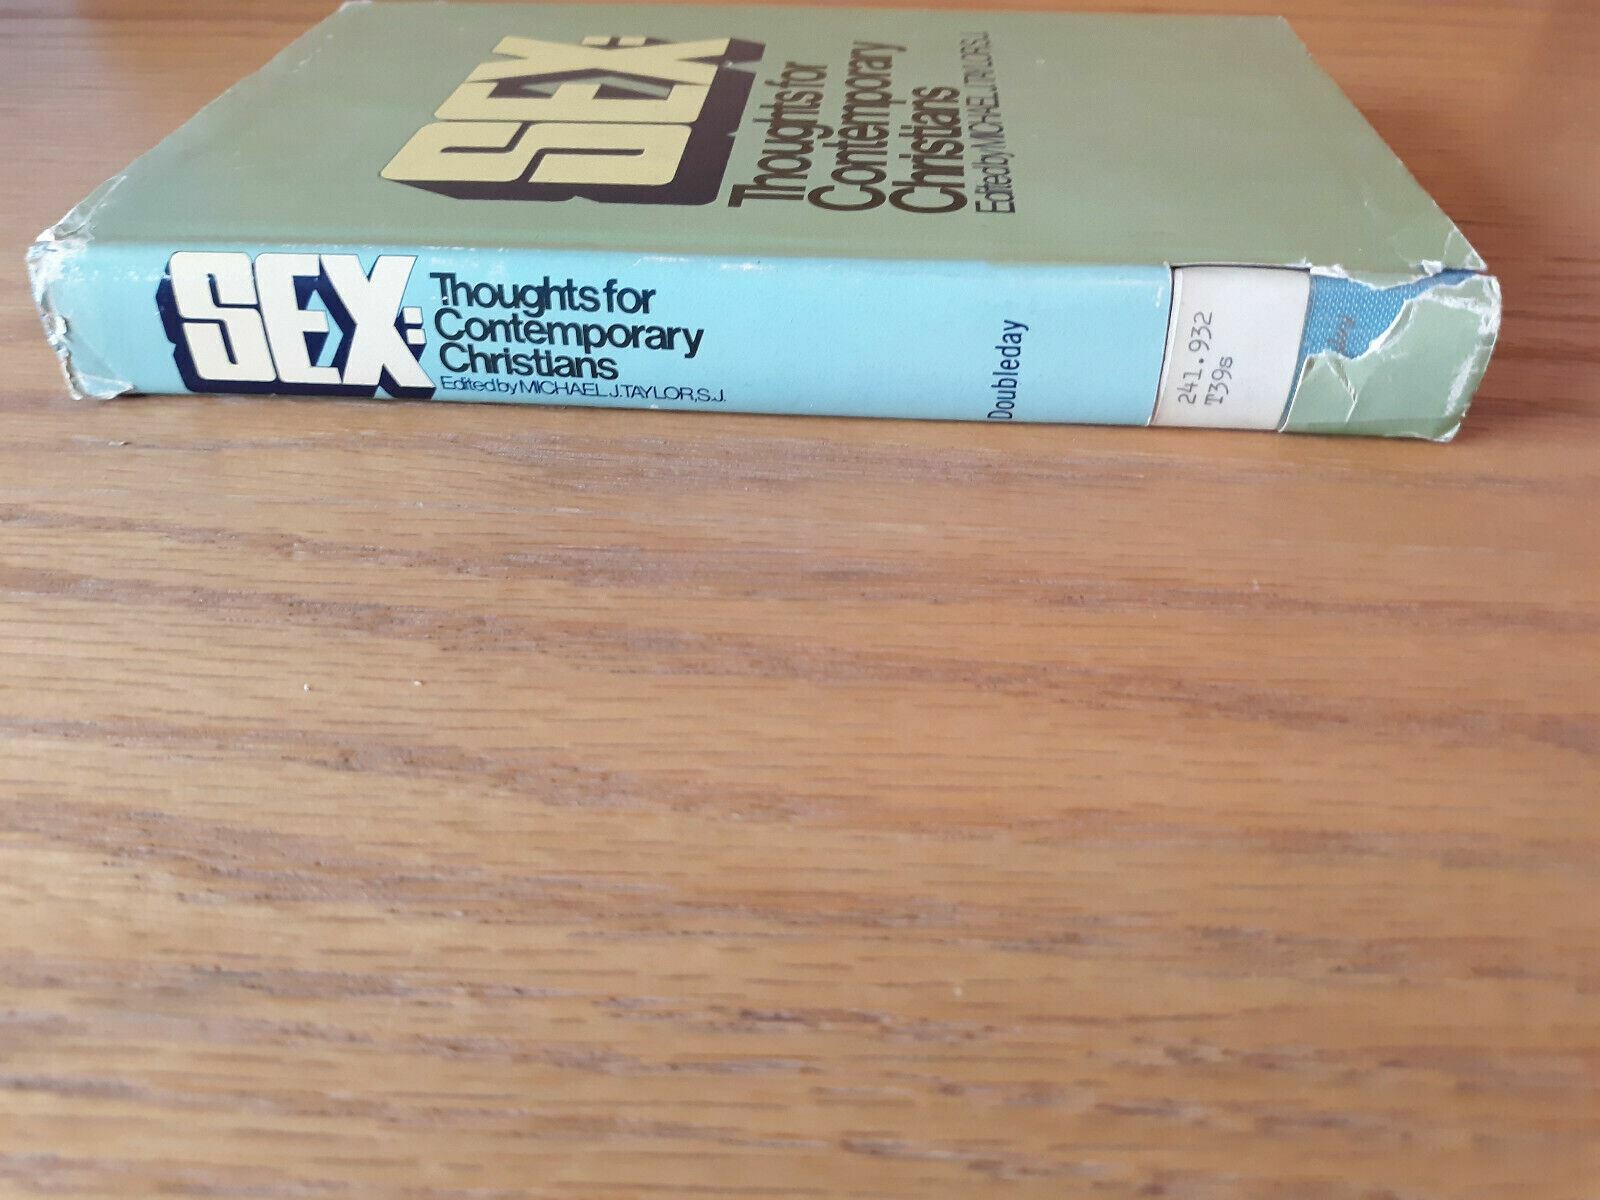 SEX:
Thoughts for
Contemporary
Christians
Edited by MICHAEL J. TAYLOR, S.J.
SEX:
Thoughts for
Contemporary
Christians
Edited by MICHAEL J. TAYLOR, S.J.
Doubleday
241.932
T39s